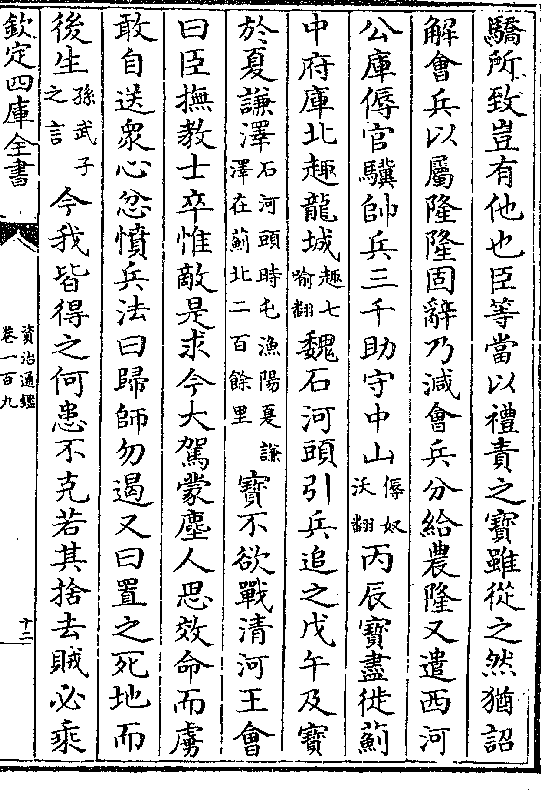 驕所致豈有他也臣等當以禮責之寶雖從之然猶詔
解會兵以屬隆隆固辭乃減會兵分給農隆又遣西河
公庫傉官驥帥兵三千助守中山傉奴沃翻丙辰寶盡徙薊
中府庫北趣龍城趣七喻翻魏石河頭引兵追之戊午及寶
於夏謙澤石河頭時屯漁陽夏謙澤在薊北二百餘里寶不欲戰清河王會
曰臣撫教士卒惟敵是求今大駕蒙塵人思效命而虜
敢自送衆心忿憤兵法曰歸師勿遏又曰置之死地而
後生孫武子之言今我皆得之何患不克若其捨去賊必乘
欽定四庫全書
資治通鑑
卷一百九
十二